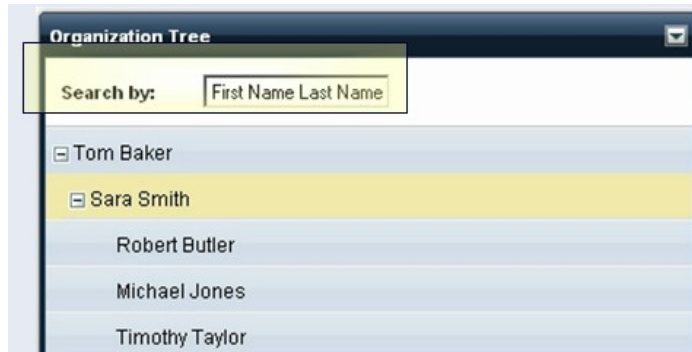 Organization Tree
Search by: First Name Last Name
Tom Baker
Sara Smith
Robert Butler
Michael Jones
Timothy Taylor